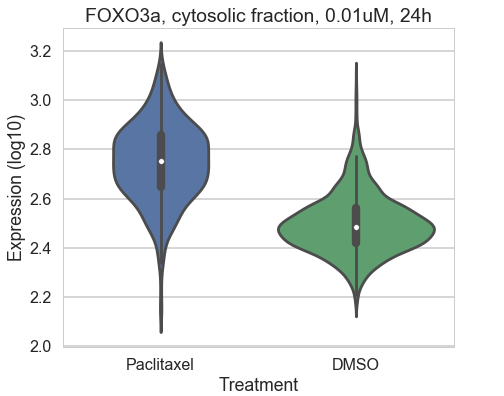 FOXO3a, cytosolic fraction, 0.01uM, 24h
Expression (log10)
3.2
3.0
2.8
2.6
2.4
2.2
2.0
Paclitaxel
DMSO
Treatment